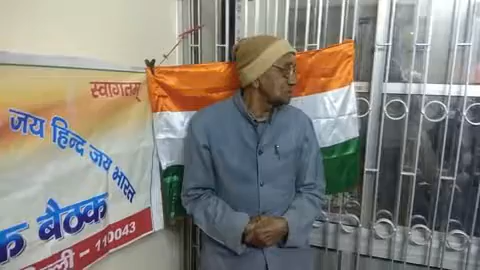 स्वागतम्
जय हिन्द जय भारत
क बैठक
ल्ली - 110043